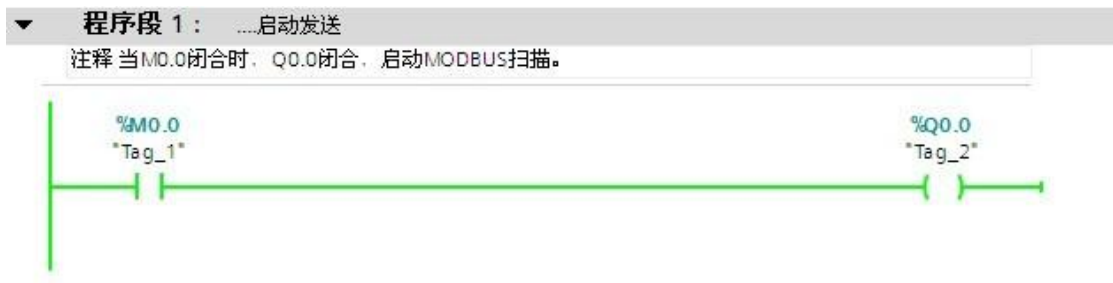 程序段 1： ....启动发送
注释 当M0.0闭合时，Q0.0闭合，启动MODBUS扫描。
%M0.0
"Tag_1"
%Q0.0
"Tag_2"